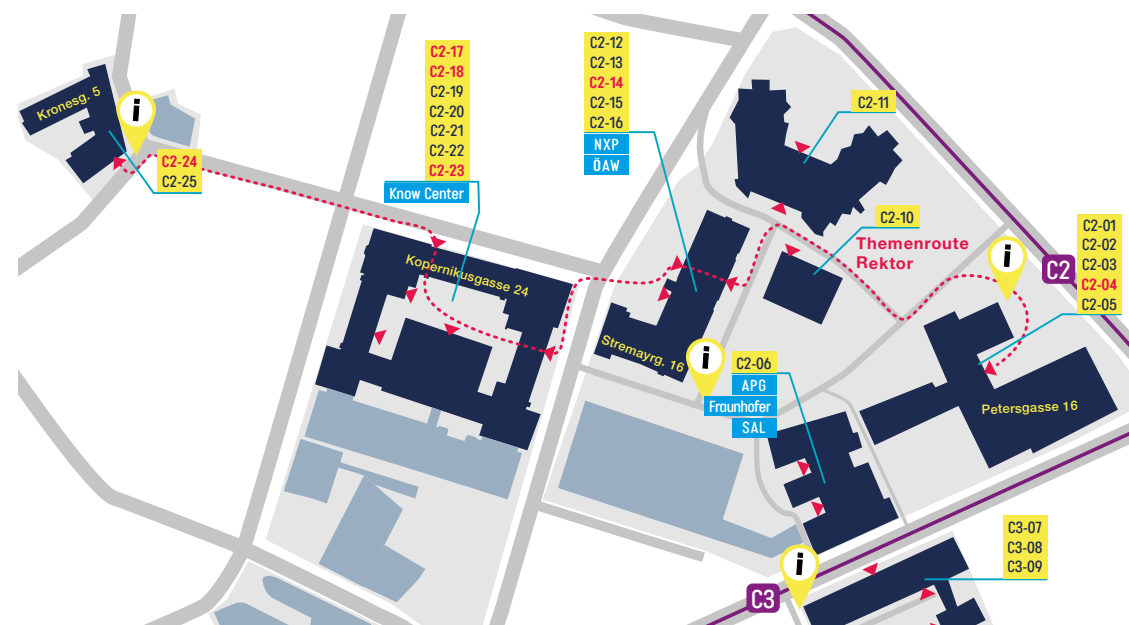 Kronesg. 5
i
C2-24
C2-25
C2-17
C2-18
C2-19
C2-20
C2-21
C2-22
C2-23
Know Center
Kopernikusgasse 24
C2-12
C2-13
C2-14
C2-15
C2-16
NXP
ÖAW
Stremayrg. 16
i
C2-11
C2-10
Themenroute
Rektor
i
C2
C2-01
C2-02
C2-03
C2-04
C2-05
Petersgasse 16
C2-06
APG
Fraunhofer
SAL
i
C3
C3-07
C3-08
C3-09